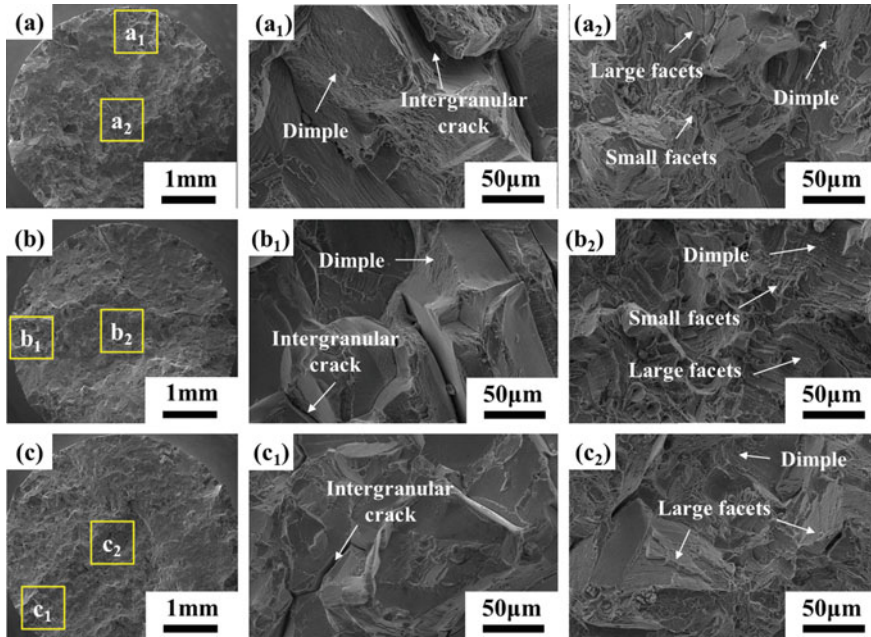 (a)
a1
a2
1mm
(a1)
Dimple
Intergranular
crack
50μm
(a2)
Large facets
Dimple
Small facets
50μm
(b)
b1
b2
1mm
(b1)
Dimple
Intergranular
crack
50μm
(b2)
Dimple
Small facets
Large facets
50μm
(c)
c2
c1
1mm
(c1)
Intergranular
crack
50μm
(c2)
Dimple
Large facets
50μm